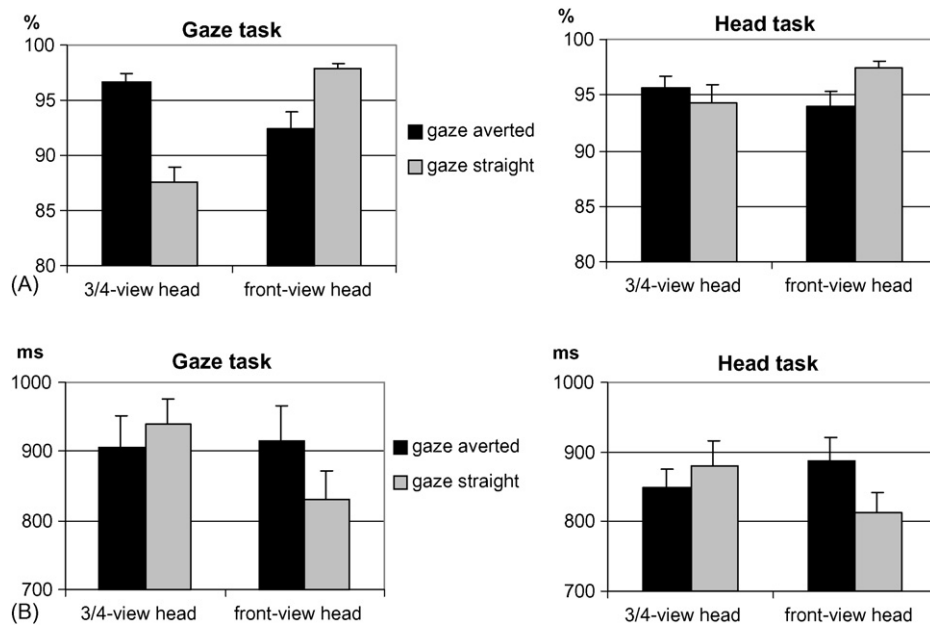 %
Gaze task
100
95
90
85
80
3/4-view head
front-view head
gaze averted
gaze straight
%
Head task
100
95
90
85
80
3/4-view head
front-view head
(A)
ms
Gaze task
1000
900
800
700
3/4-view head
front-view head
gaze averted
gaze straight
ms
Head task
1000
900
800
700
3/4-view head
front-view head
(B)